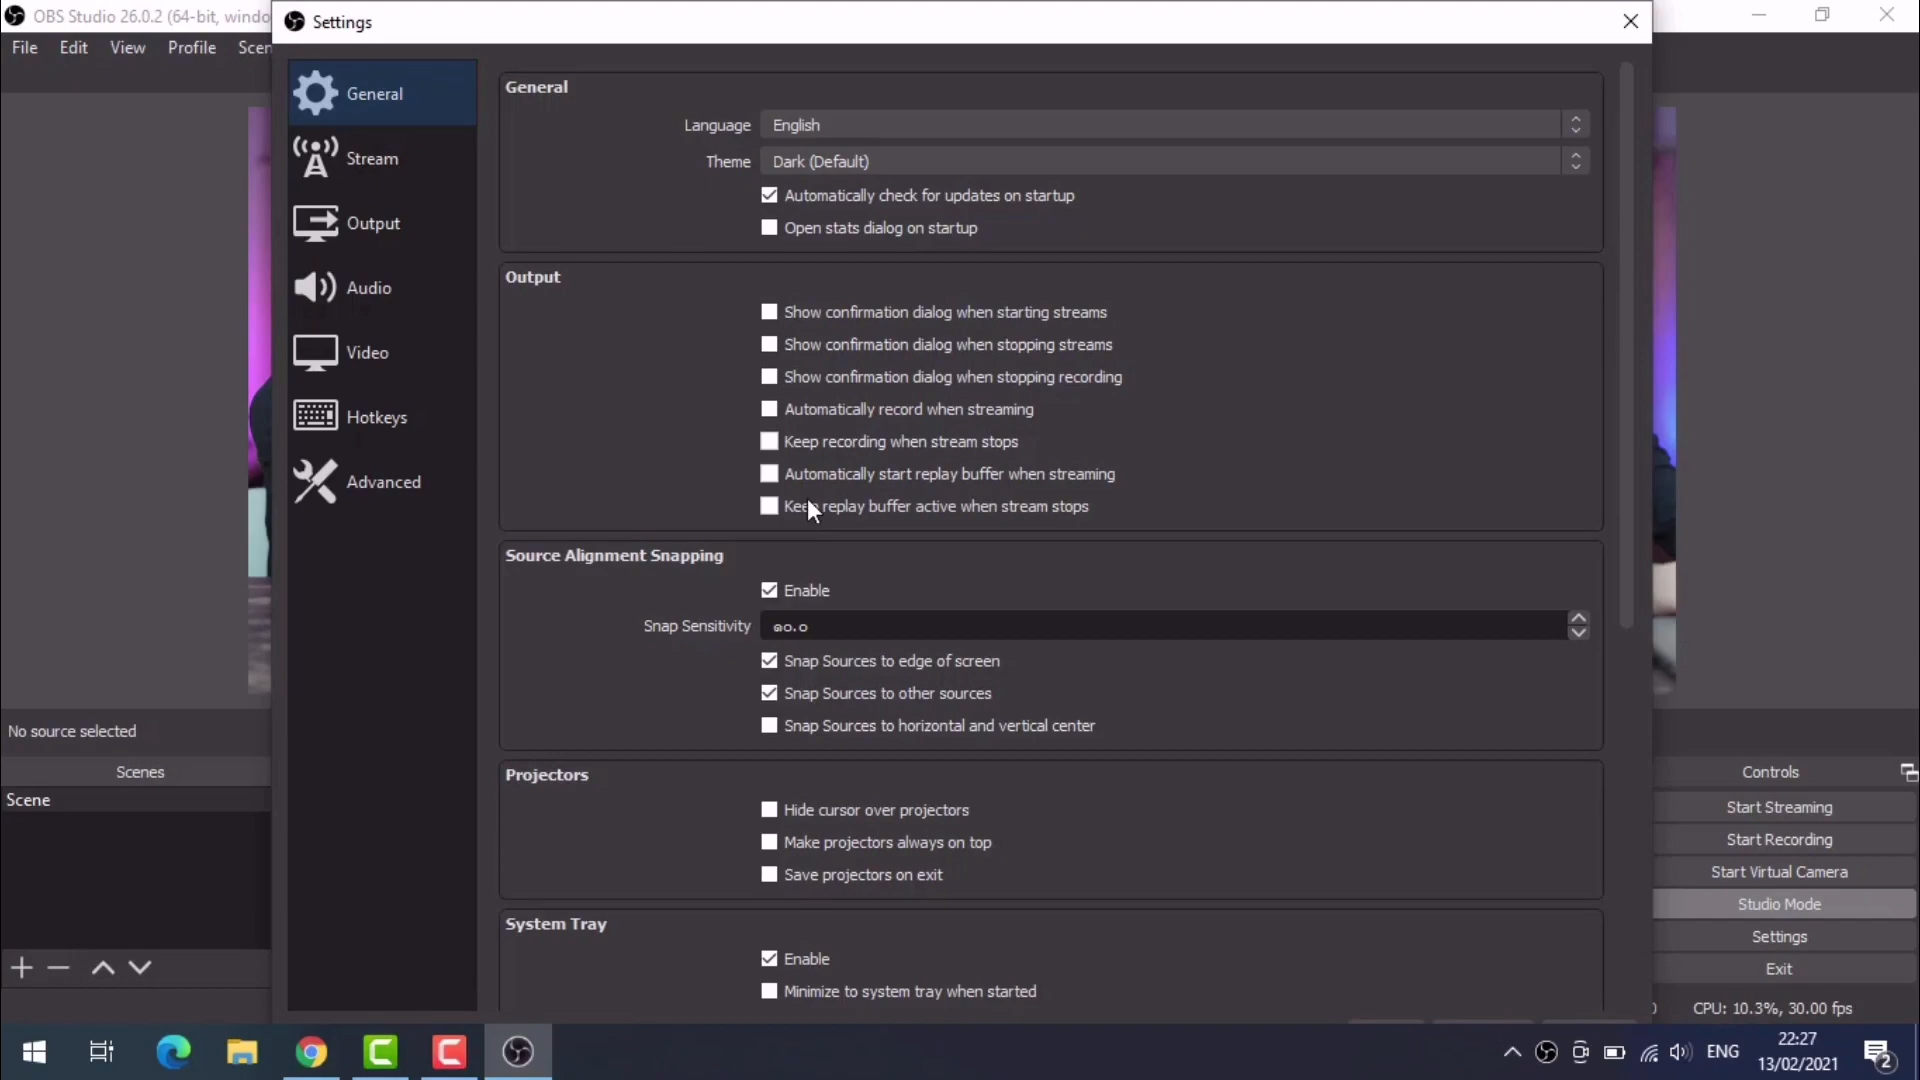 OBS Studio 26.0.2 (64-bit, windo
Settings
File Edit View Profile Scen
General
Stream
Output
Audio
Video
Hotkeys
Advanced
General
Language English
Theme Dark (Default)
Automatically check for updates on startup
Open stats dialog on startup
Output
Show confirmation dialog when starting streams
Show confirmation dialog when stopping streams
Show confirmation dialog when stopping recording
Automatically record when streaming
Keep recording when stream stops
Automatically start replay buffer when streaming
Keep replay buffer active when stream stops
Source Alignment Snapping
Enable
Snap Sensitivity ๑๐.๐
Snap Sources to edge of screen
Snap Sources to other sources
Snap Sources to horizontal and vertical center
Projectors
Hide cursor over projectors
Make projectors always on top
Save projectors on exit
System Tray
Enable
Minimize to system tray when started
No source selected
Scenes
Scene
Controls
Start Streaming
Start Recording
Start Virtual Camera
Studio Mode
Settings
Exit
CPU: 10.3%, 30.00 fps
ENG
22:27
13/02/2021
2